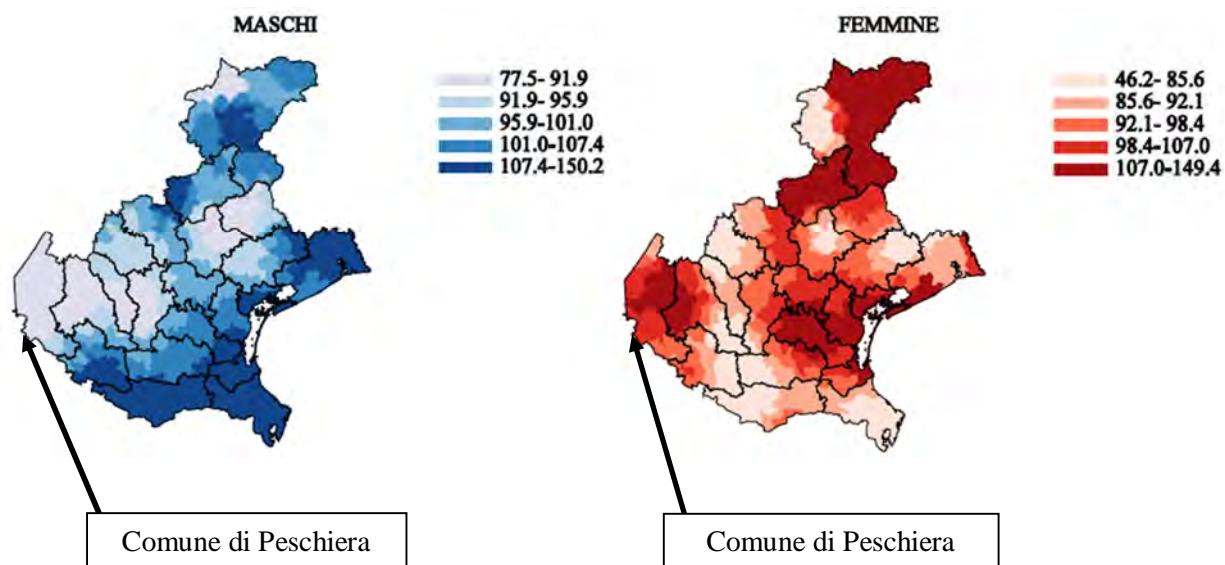 MASCHI
77.5- 91.9
91.9- 95.9
95.9-101.0
101.0-107.4
107.4-150.2
Comune di Peschiera
FEMMINE
46.2- 85.6
85.6- 92.1
92.1- 98.4
98.4-107.0
107.0-149.4
Comune di Peschiera